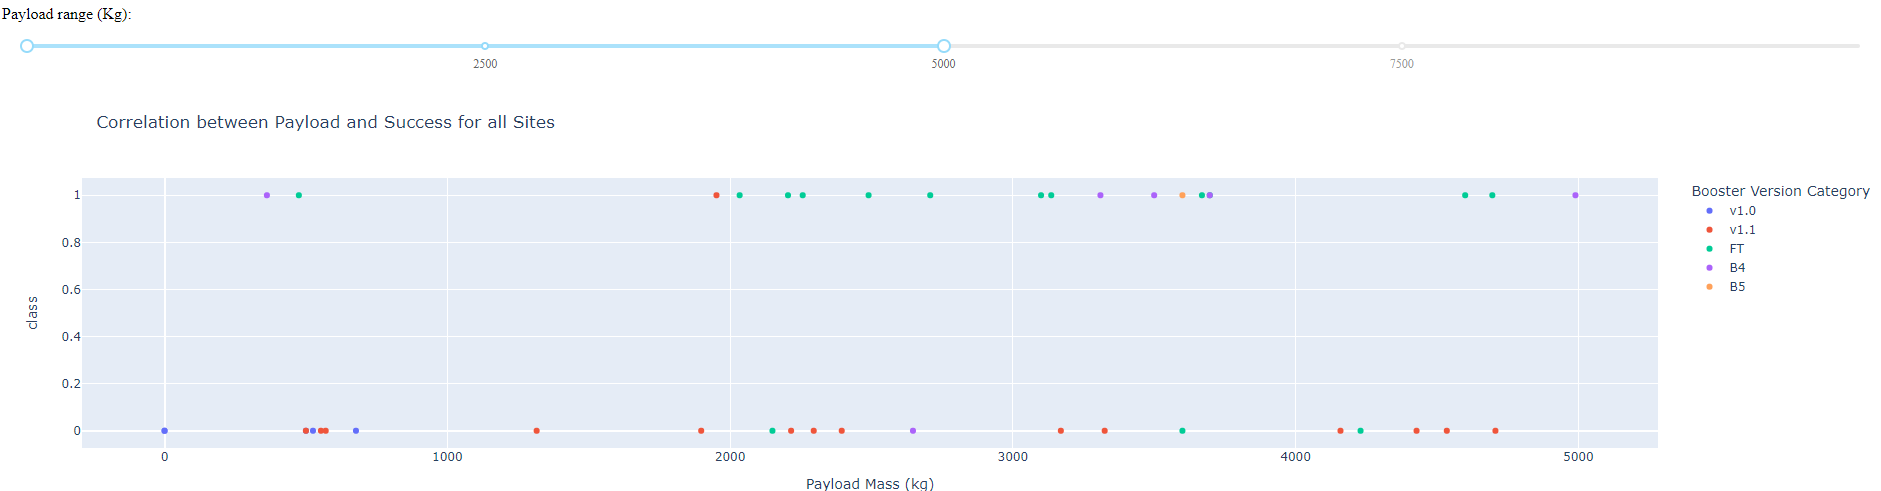 Payload range (Kg):
2500 5000 7500
Correlation between Payload and Success for all Sites
1
0.8
0.6
0.4
0.2
0
class
0 1000 2000 3000 4000 5000
Payload Mass (kg)
Booster Version Category
v1.0
v1.1
FT
B4
B5